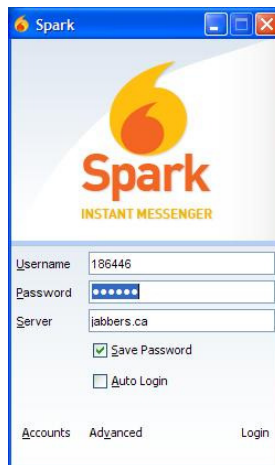 Spark
Spark
INSTANT MESSENGER
Username 186446
Password ••••••
Server jabbers.ca
Save Password
Auto Login
Accounts Advanced Login